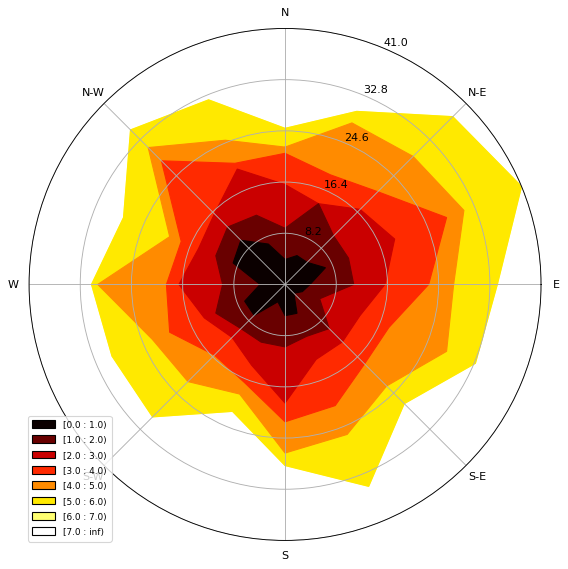 N
41.0
N-W
32.8
N-E
24.6
16.4
8.2
W
E
[0.0 : 1.0)
[1.0 : 2.0)
[2.0 : 3.0)
[3.0 : 4.0)
S-W
S-E
[4.0 : 5.0)
[5.0 : 6.0)
[6.0 : 7.0)
[7.0 : inf)
S